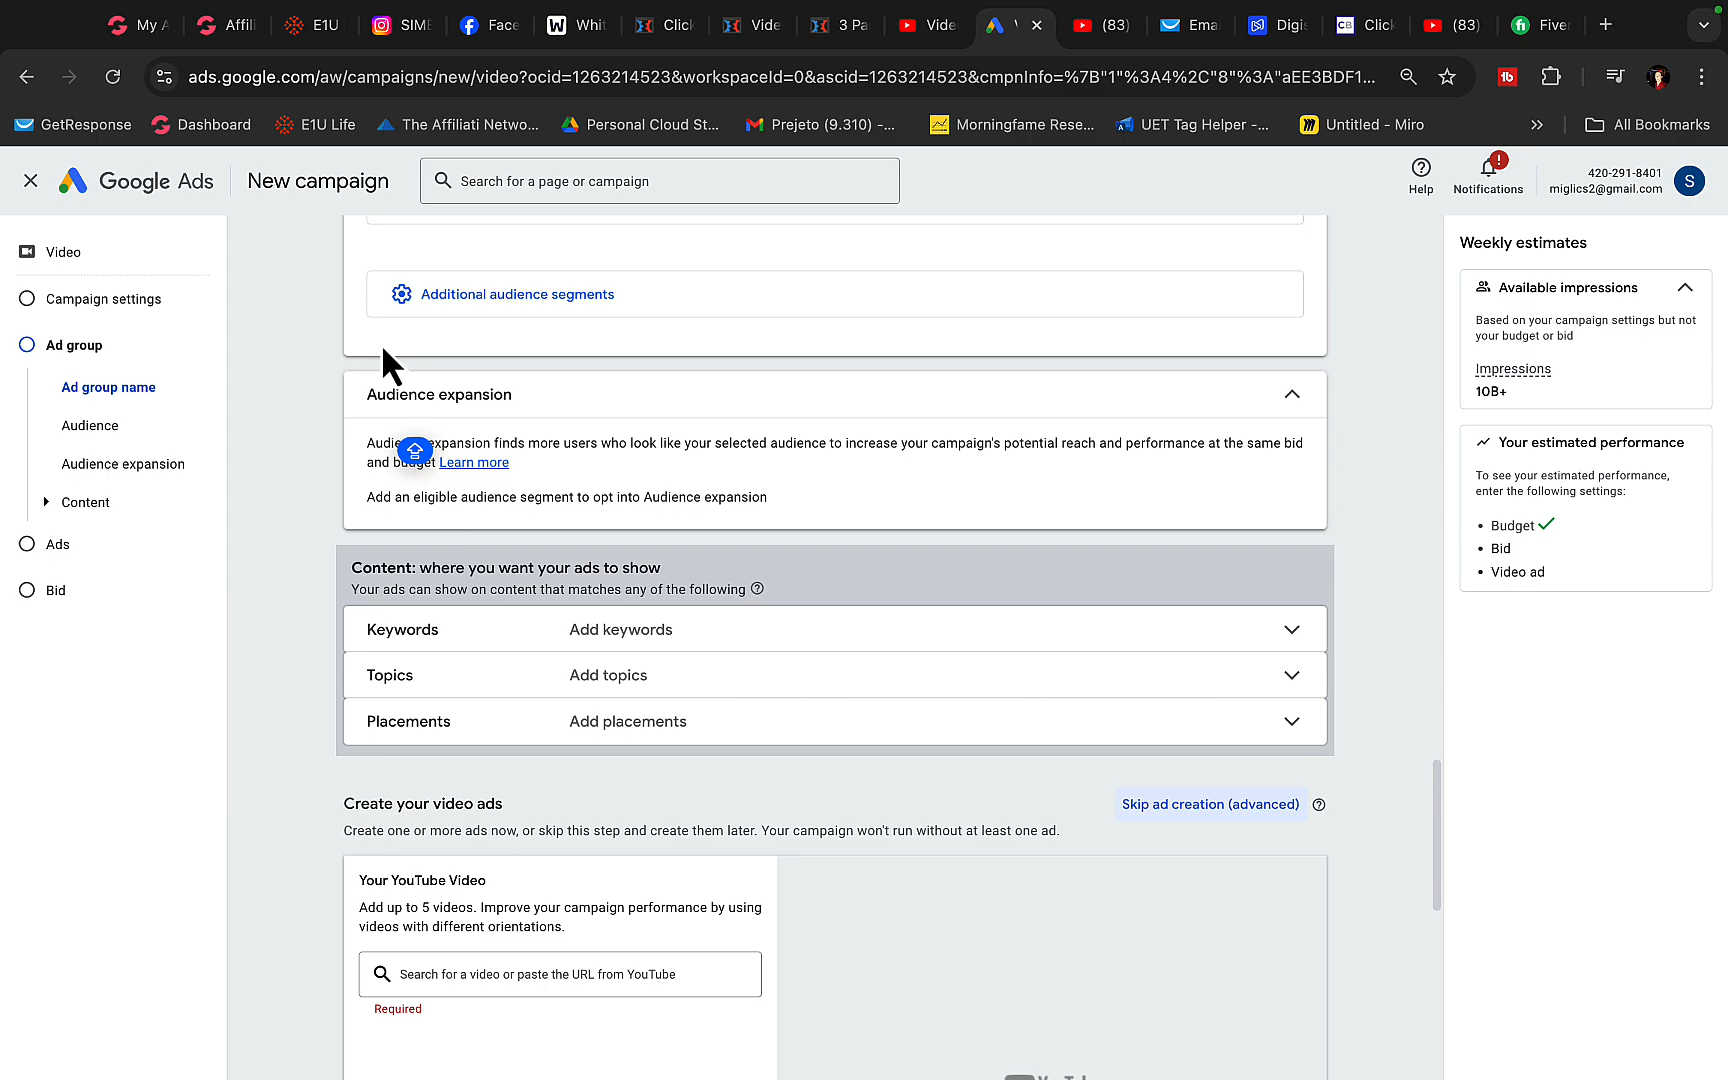 My A
Affili
E1U
SIME
Face
Whit
Click
Vide
3 Pa
Vide
(83)
Ema
Digis
CB
Click
(83)
fi
Fiver
ads.google.com/aw/campaigns/new/video?ocid=1263214523&workspaceId=0&ascid=1263214523&cmpnInfo=%7B"1"%3A4%2C"8"%3A"aEE3BDF1...
GetResponse
Dashboard
E1U Life
The Affiliati Netwo...
Personal Cloud St...
Prejeto (9.310) -...
Morningfame Rese...
UET Tag Helper -...
Untitled - Miro
All Bookmarks
Google Ads
New campaign
Search for a page or campaign
Help
Notifications
420-291-8401
miglics2@gmail.com
S
Video
Campaign settings
Ad group
Ad group name
Audience
Audience expansion
Content
Ads
Bid
Additional audience segments
Audience expansion
expansion finds more users who look like your selected audience to increase your campaign's potential reach and performance at the same bid
and budget Learn more
Add an eligible audience segment to opt into Audience expansion
Content: where you want your ads to show
Your ads can show on content that matches any of the following
Keywords
Add keywords
Topics
Add topics
Placements
Add placements
Create your video ads
Skip ad creation (advanced)
Create one or more ads now, or skip this step and create them later. Your campaign won't run without at least one ad.
Your YouTube Video
Add up to 5 videos. Improve your campaign performance by using
videos with different orientations.
Search for a video or paste the URL from YouTube
Required
Weekly estimates
Available impressions
Based on your campaign settings but not
your budget or bid
Impressions
10B+
Your estimated performance
To see your estimated performance,
enter the following settings:
• Budget
• Bid
• Video ad